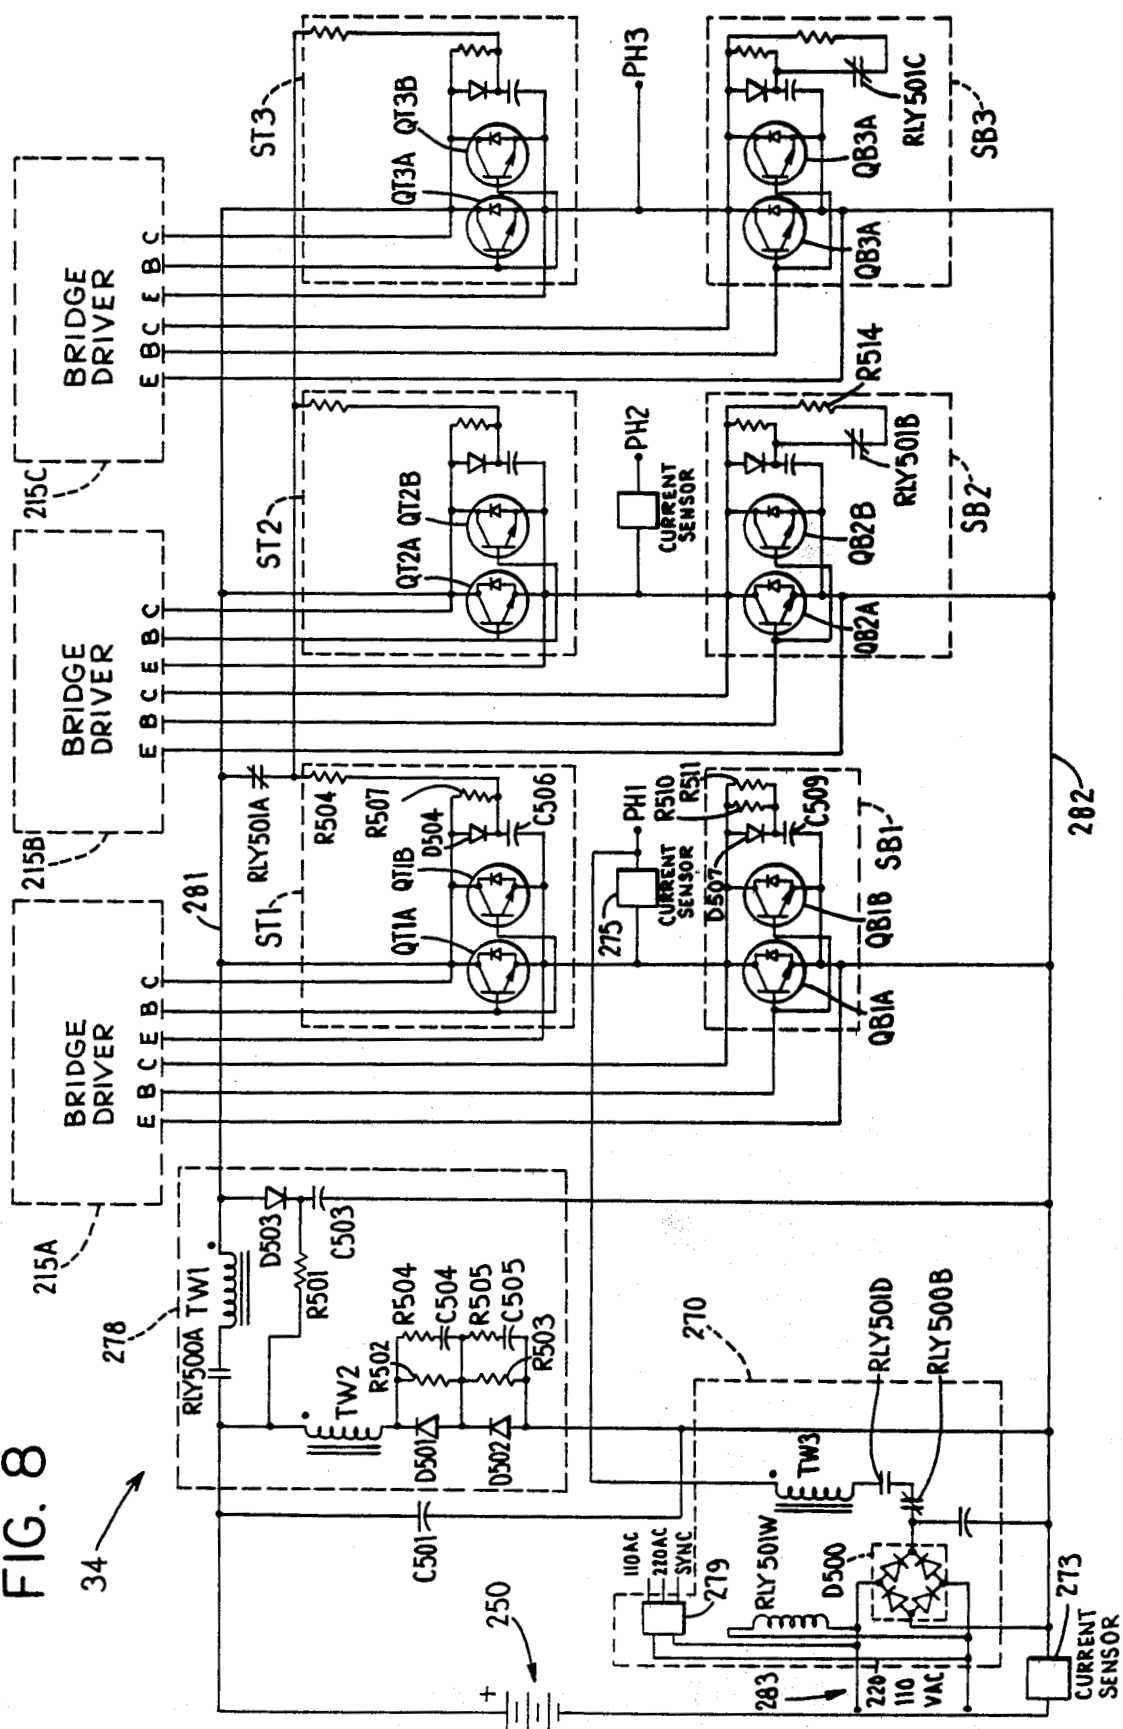 FIG. 8
34
BRIDGE
DRIVER
E B C E B C
215A
BRIDGE
DRIVER
E B C E B C
215B
BRIDGE
DRIVER
E B C E B C
215C
278
RLY500A
TW1
281
D503
R501
C503
TW2
R502
R504
C504
R505
C505
R503
D501
D502
C501
RLY501A
ST1
R504
R507
D504
C506
QT1A
QT1B
ST2
QT2A
QT2B
ST3
QT3A
QT3B
275
CURRENT
SENSOR
PH1
CURRENT
SENSOR
PH2
PH3
D507
R510
R511
C509
SB1
QB1A
QB1B
RLY501B
R514
SB2
QB2A
QB2B
RLY501C
SB3
QB3A
QB3A
282
250
+
110AC
220AC
SYNC
279
RLY501W
D500
TW3
270
RLY501D
RLY500B
283
220
110
VAC
273
CURRENT
SENSOR